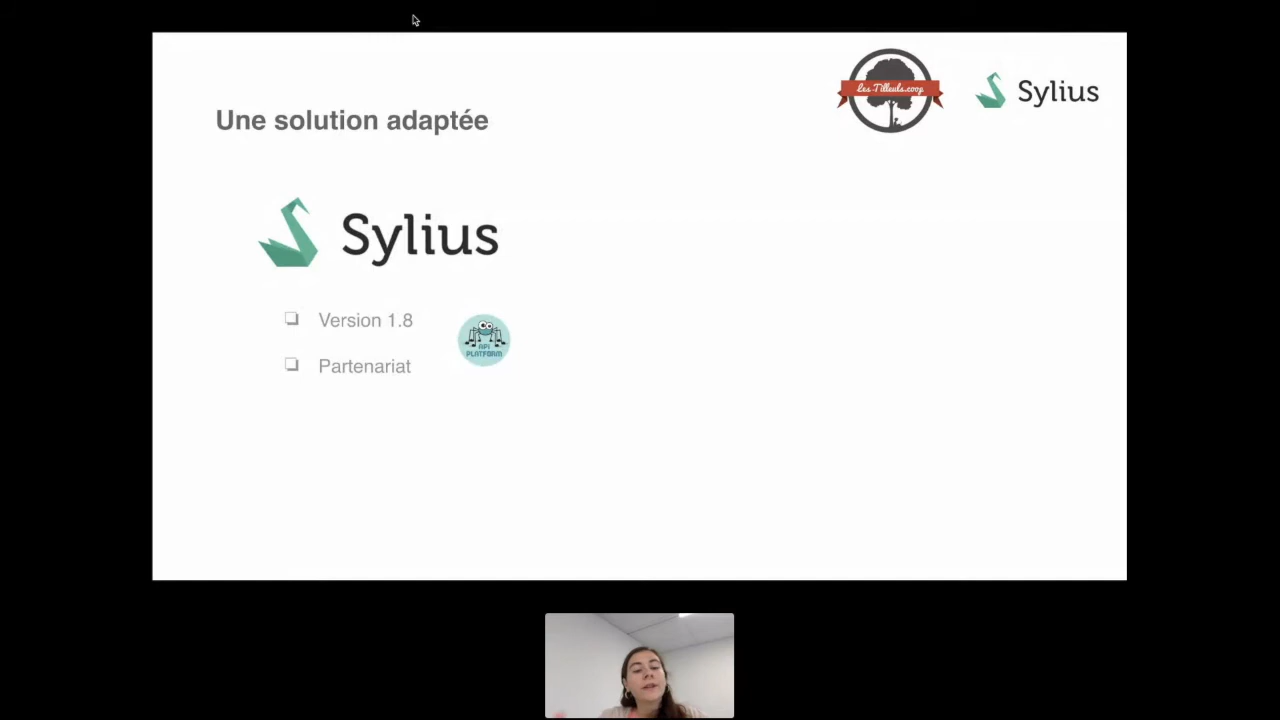 Les-Tilleuls.coop
Sylius
Une solution adaptée
Sylius
Version 1.8
API
PLATFORM
Partenariat